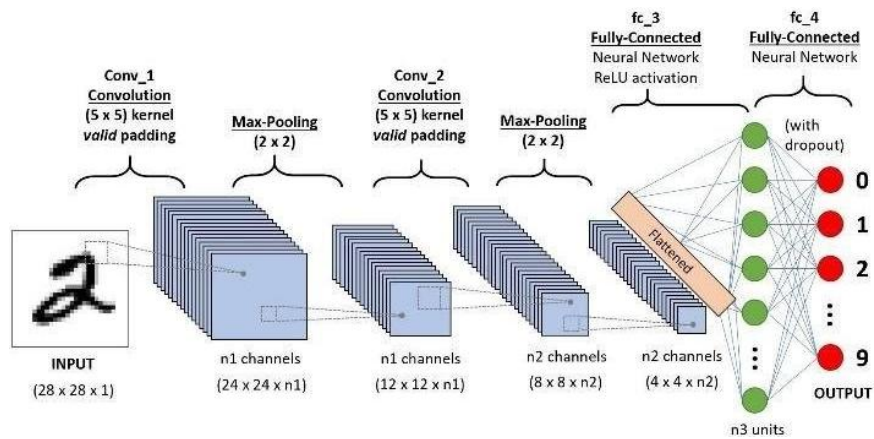 fc_3
Fully-Connected
Neural Network
ReLU activation
fc_4
Fully-Connected
Neural Network
Conv_1
Convolution
(5 x 5) kernel
valid padding
Max-Pooling
(2 x 2)
Conv_2
Convolution
(5 x 5) kernel
valid padding
Max-Pooling
(2 x 2)
(with
dropout)
Flattened
0
1
2
9
INPUT
(28 x 28 x 1)
n1 channels
(24 x 24 x n1)
n1 channels
(12 x 12 x n1)
n2 channels
(8 x 8 x n2)
n2 channels
(4 x 4 x n2)
OUTPUT
n3 units
2